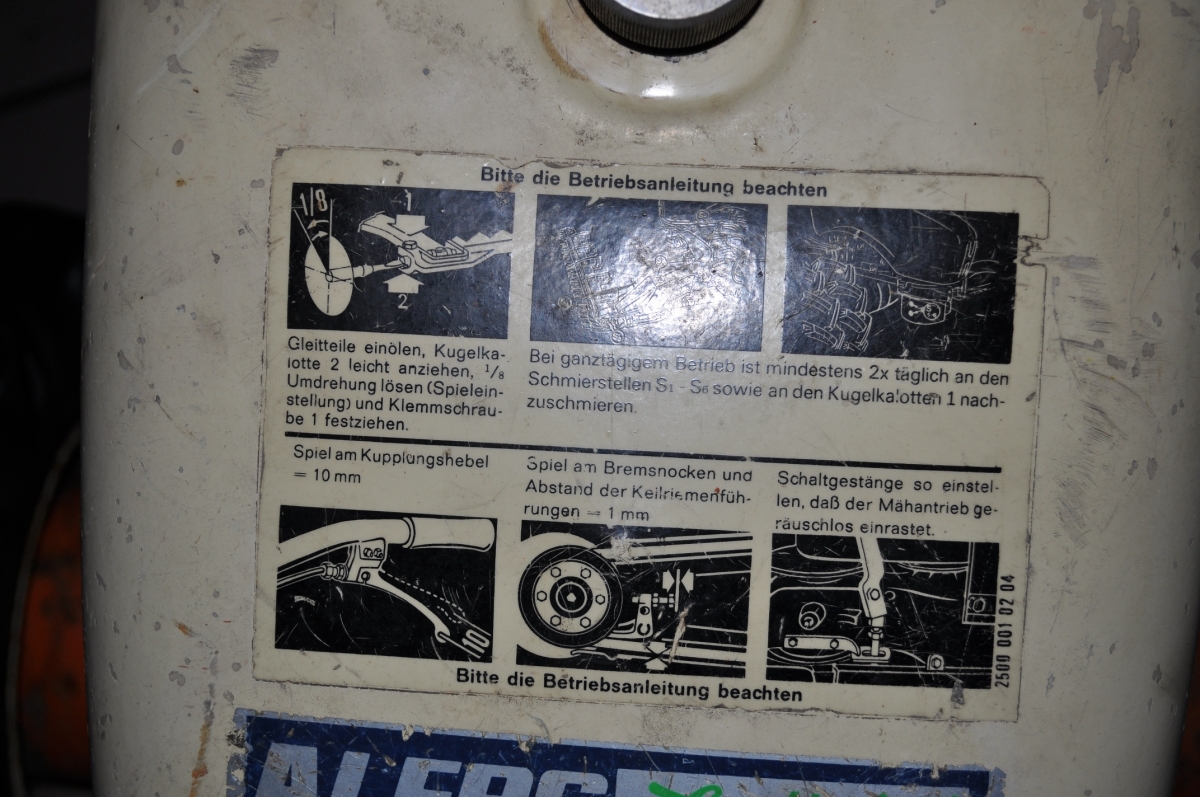 Bitte die Betriebsanleitung beachten
1/8
1
2
Gleitteile einölen, Kugelka-
lotte 2 leicht anziehen, 1/8
Umdrehung lösen (Spielein-
stellung) und Klemmschrau-
be 1 festziehen.
Bei ganztägigem Betrieb ist mindestens 2x täglich an den
Schmierstellen S1 - S6 sowie an den Kugelkalotten 1 nach-
zuschmieren.
Spiel am Kupplungshebel
= 10 mm
Spiel am Bremsnocken und
Abstand der Keilriemenfüh-
rungen = 1 mm
Schaltgestänge so einstel-
len, daß der Mähantrieb ge-
räuschlos einrastet.
2500 001 02 04
Bitte die Betriebsanleitung beachten